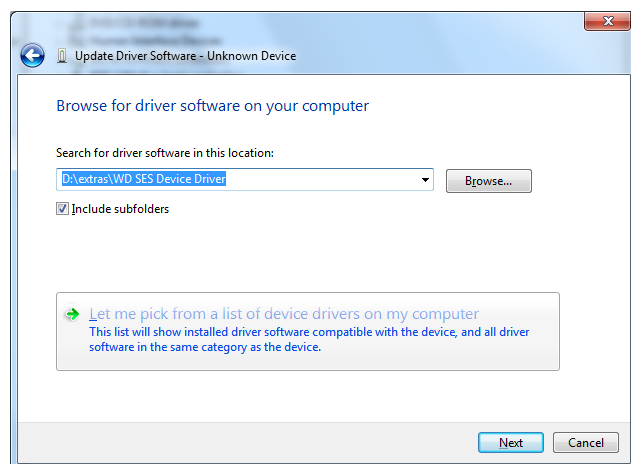 Human Interface Devices
Update Driver Software - Unknown Device
Browse for driver software on your computer
Search for driver software in this location:
D:\extras\WD SES Device Driver
Browse...
Include subfolders
Let me pick from a list of device drivers on my computer
This list will show installed driver software compatible with the device, and all driver
software in the same category as the device.
Next
Cancel